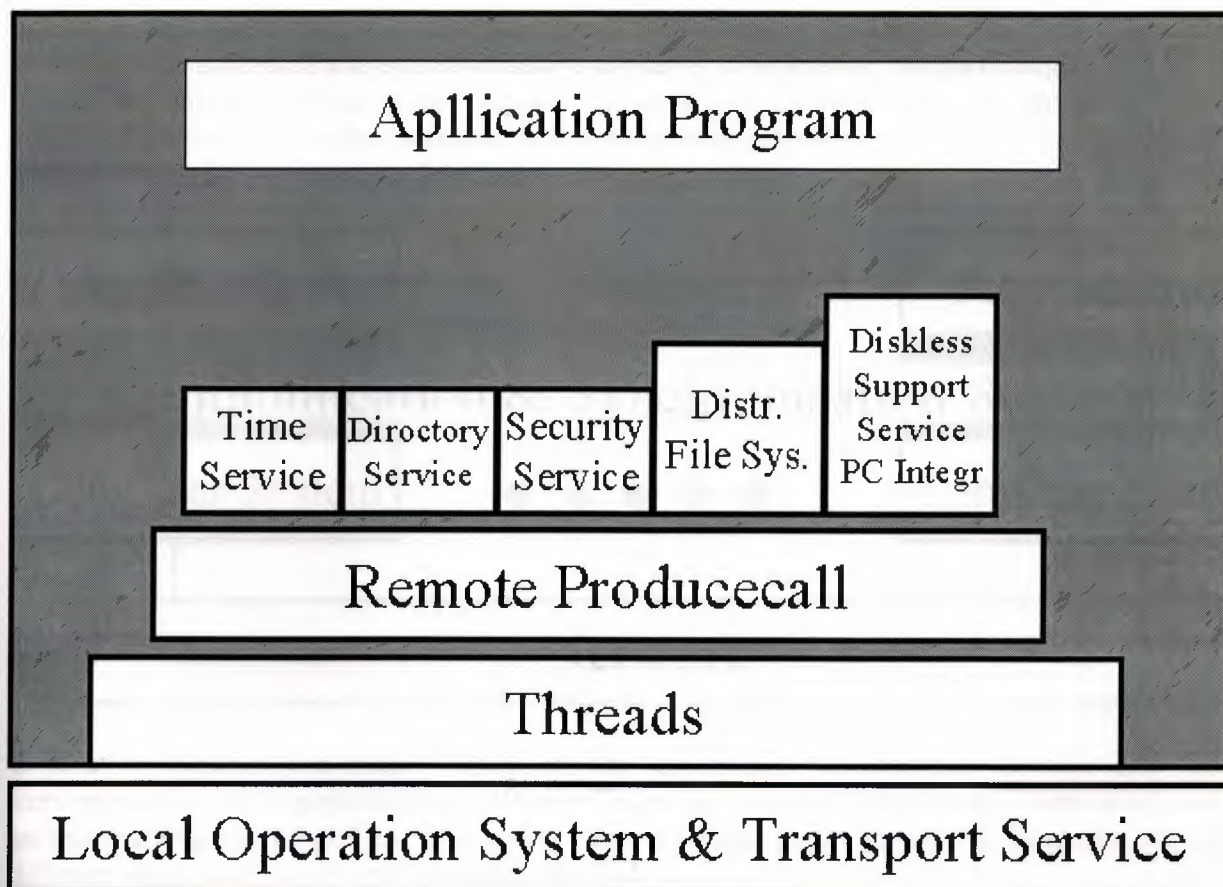 Apllication Program
Time
Service
Diroctory
Service
Security
Service
Distr.
File Sys.
Diskless
Support
Service
PC Integr
Remote Producecall
Threads
Local Operation System & Transport Service